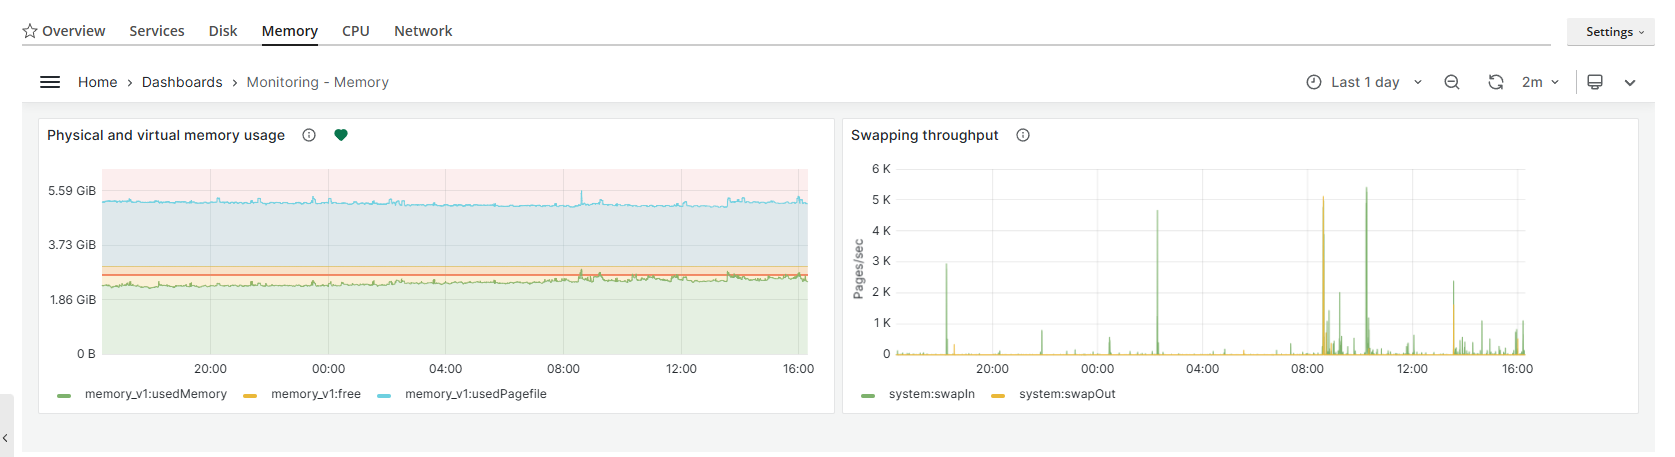 Overview Services Disk Memory CPU Network Settings
Home › Dashboards › Monitoring - Memory Last 1 day 2m
Physical and virtual memory usage
5.59 GiB
3.73 GiB
1.86 GiB
0 B
20:00 00:00 04:00 08:00 12:00 16:00
memory_v1:usedMemory memory_v1:free memory_v1:usedPagefile
Swapping throughput
Pages/sec
6 K
5 K
4 K
3 K
2 K
1 K
0
20:00 00:00 04:00 08:00 12:00 16:00
system:swapIn system:swapOut